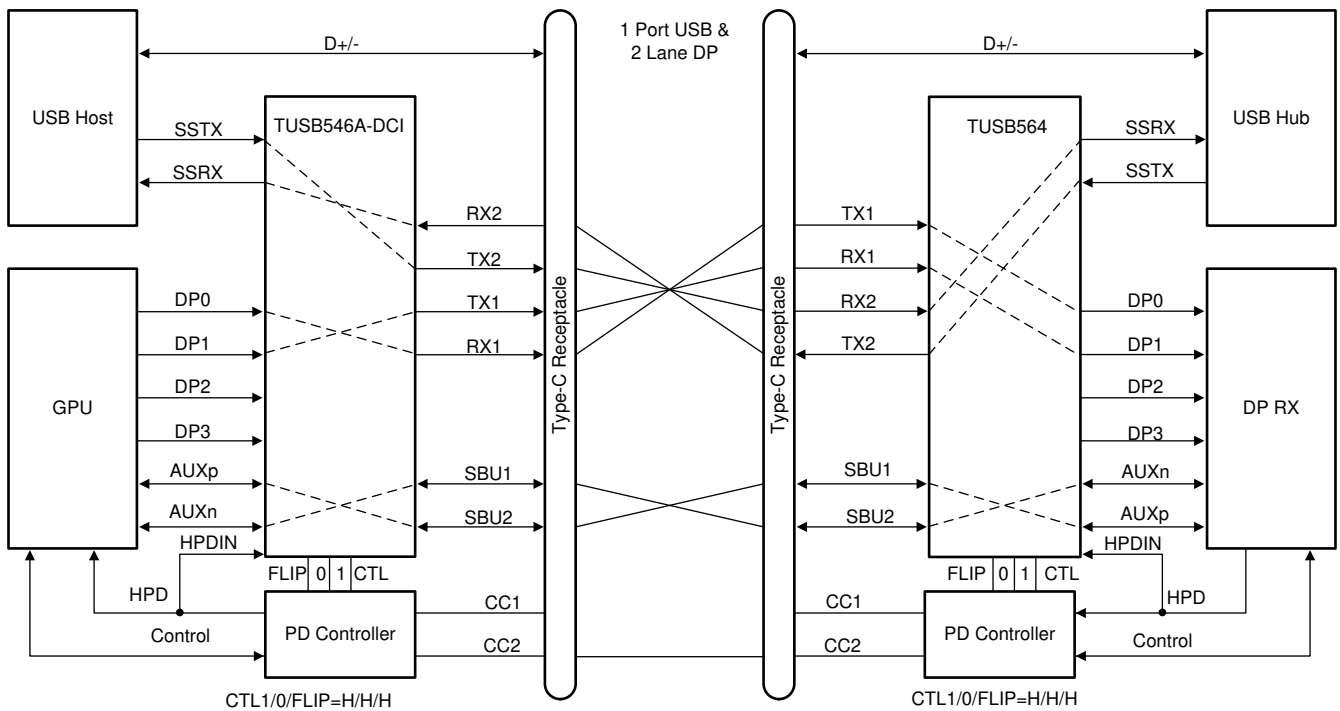 1 Port USB &
2 Lane DP
D+/-
D+/-
USB Host
TUSB546A-DCI
TUSB564
USB Hub
SSTX
SSRX
SSRX
SSTX
RX2
TX2
TX1
RX1
TX1
RX1
RX2
TX2
Type-C Receptacle
Type-C Receptacle
GPU
DP0
DP1
DP2
DP3
AUXp
AUXn
HPDIN
SBU1
SBU2
SBU1
SBU2
DP0
DP1
DP2
DP3
AUXn
AUXp
HPDIN
DP RX
FLIP 0 1 CTL
FLIP 0 1 CTL
HPD
Control
PD Controller
CC1
CC2
CC1
CC2
PD Controller
HPD
Control
CTL1/0/FLIP=H/H/H
CTL1/0/FLIP=H/H/H